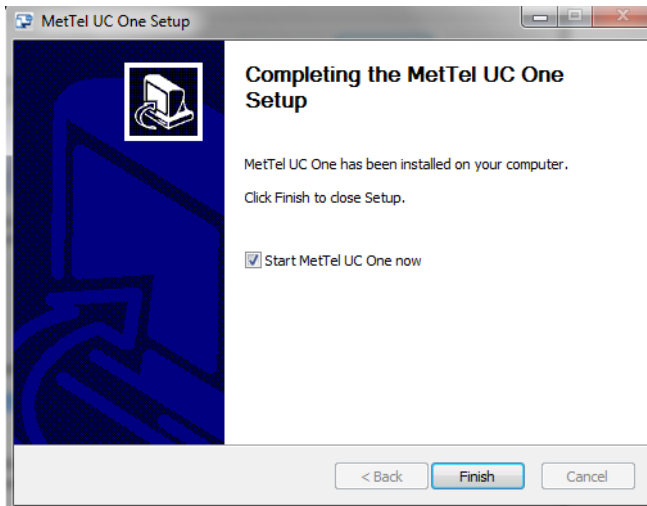 MetTel UC One Setup
Completing the MetTel UC One
Setup
MetTel UC One has been installed on your computer.
Click Finish to close Setup.
Start MetTel UC One now
< Back
Finish
Cancel